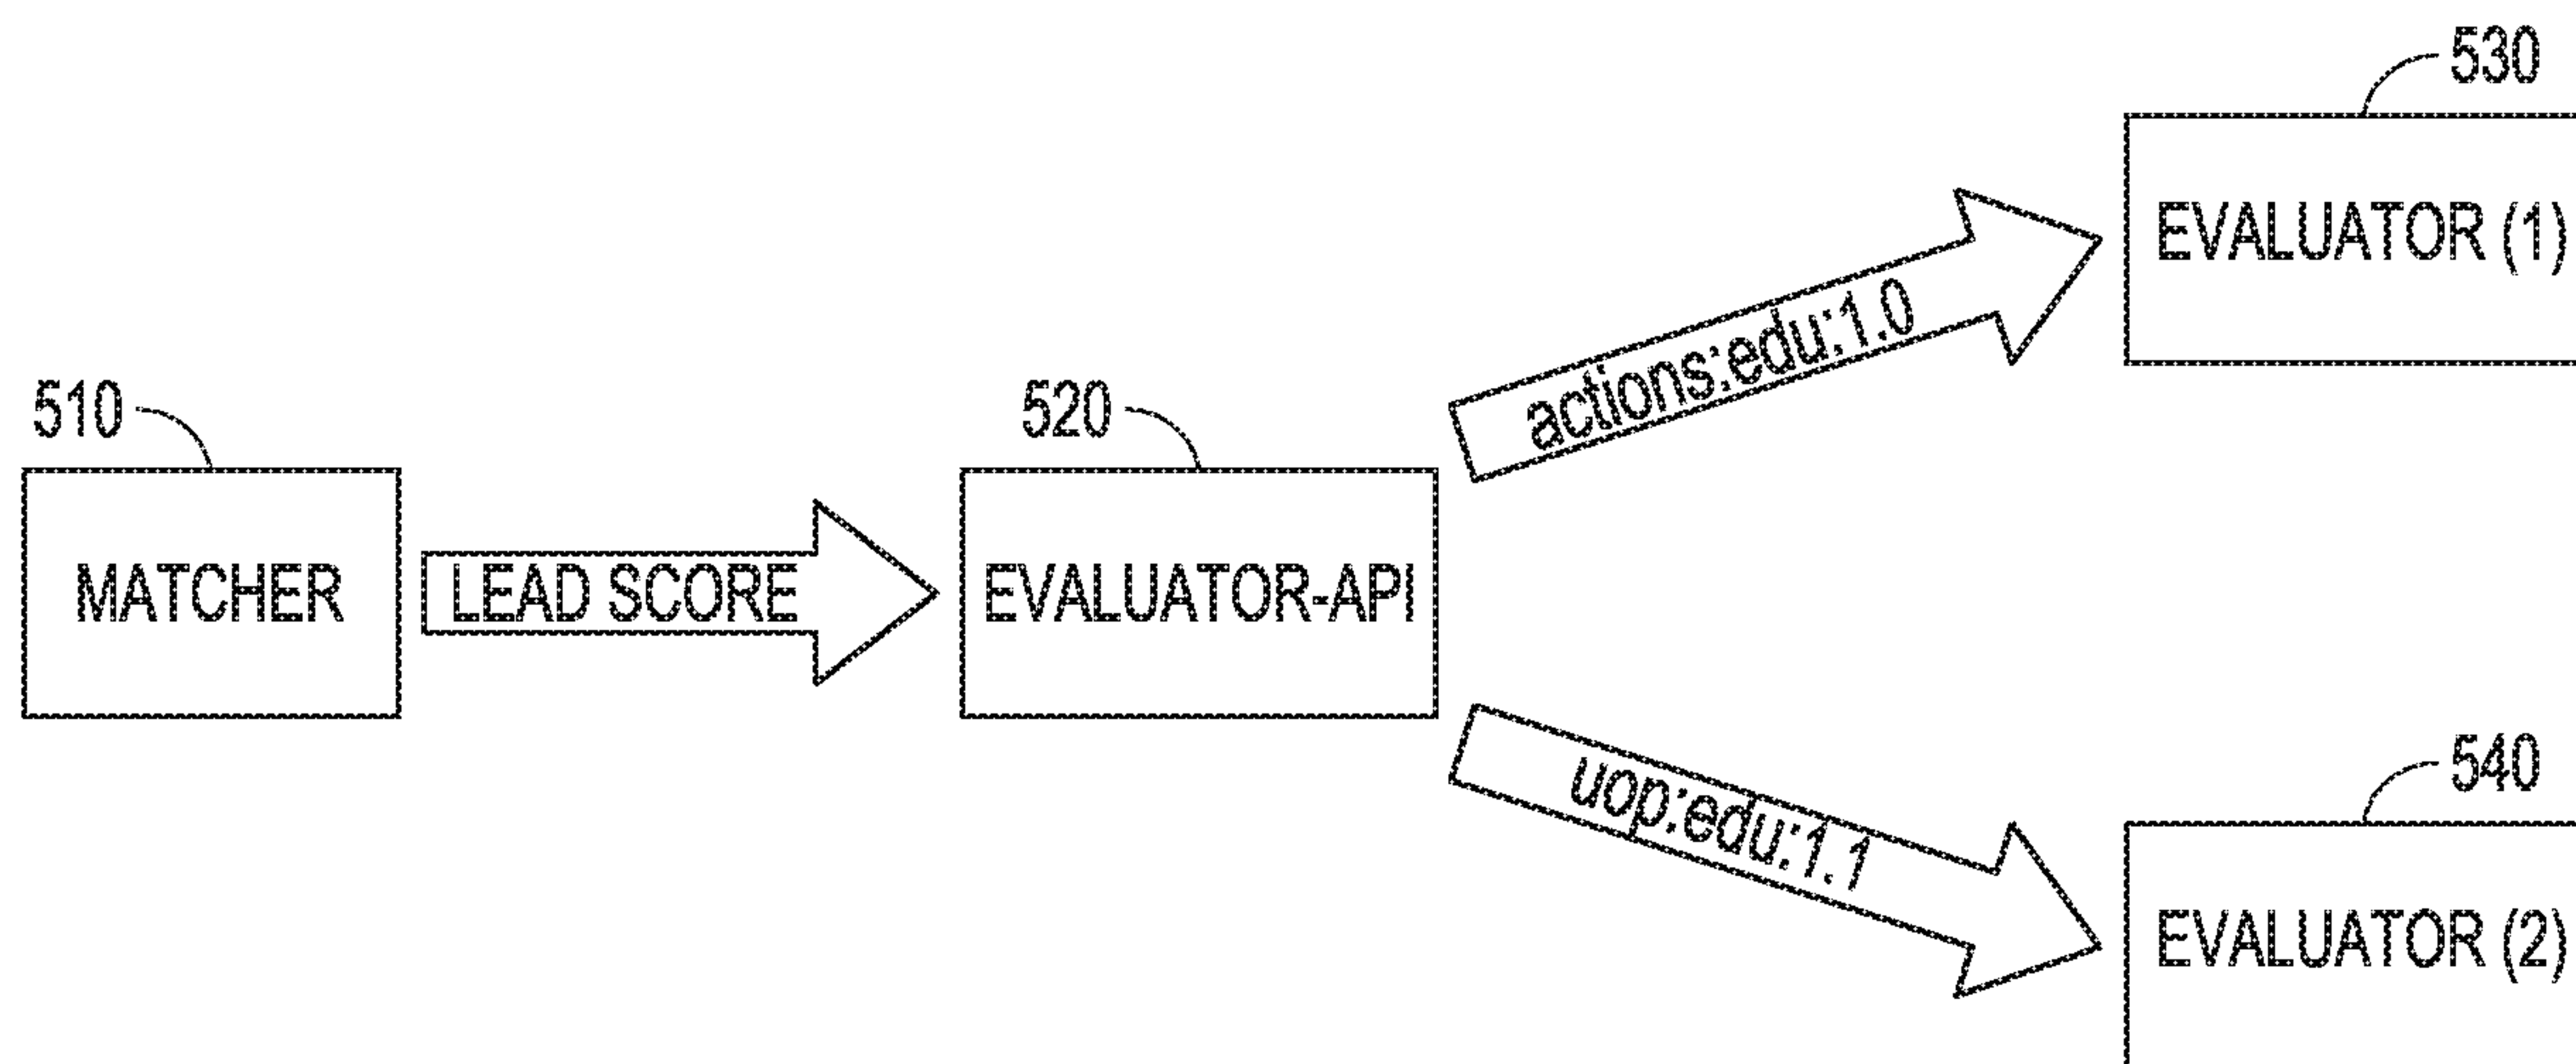 530
EVALUATOR (1)
actions:edu:1.0
510
520
MATCHER
LEAD SCORE
EVALUATOR-API
uop:edu:1.1
540
EVALUATOR (2)